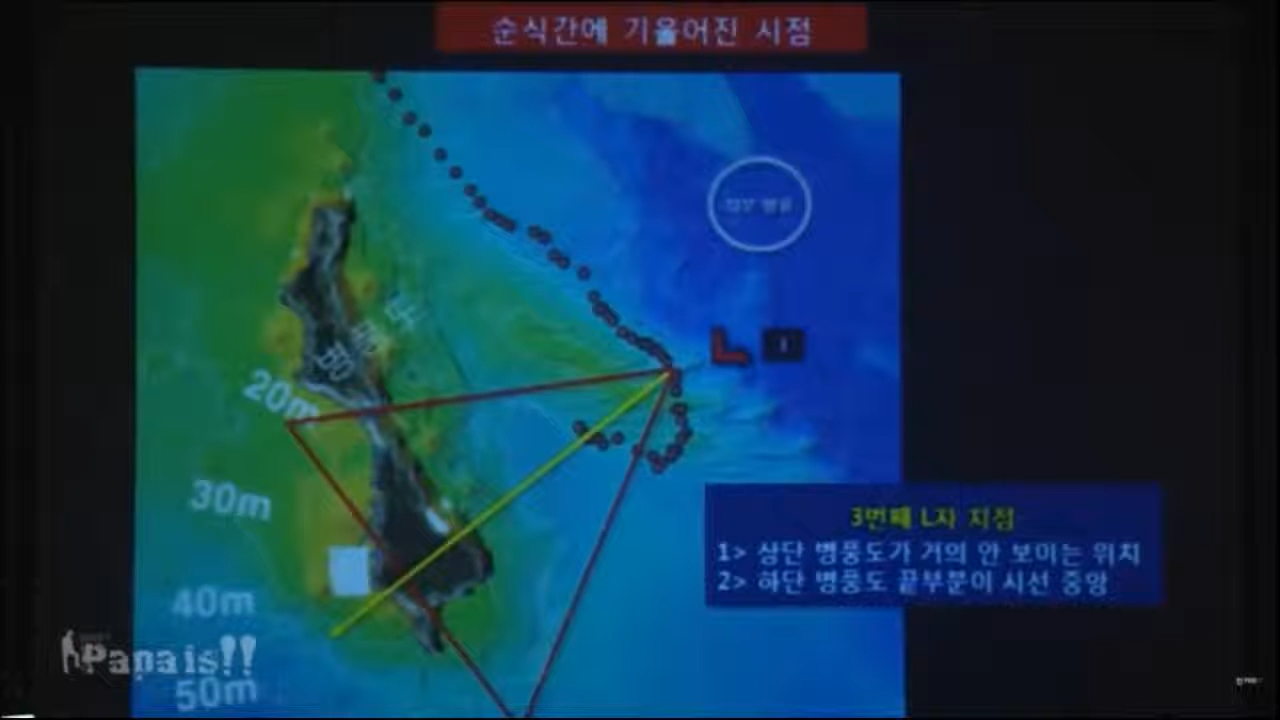 순식간에 기울어진 시점
병풍도
20m
30m
3번째 L자 지점
1> 상단 병풍도가 거의 안 보이는 위치
2> 하단 병풍도 끝부분이 시선 중앙
40m
Papa is!!
50m